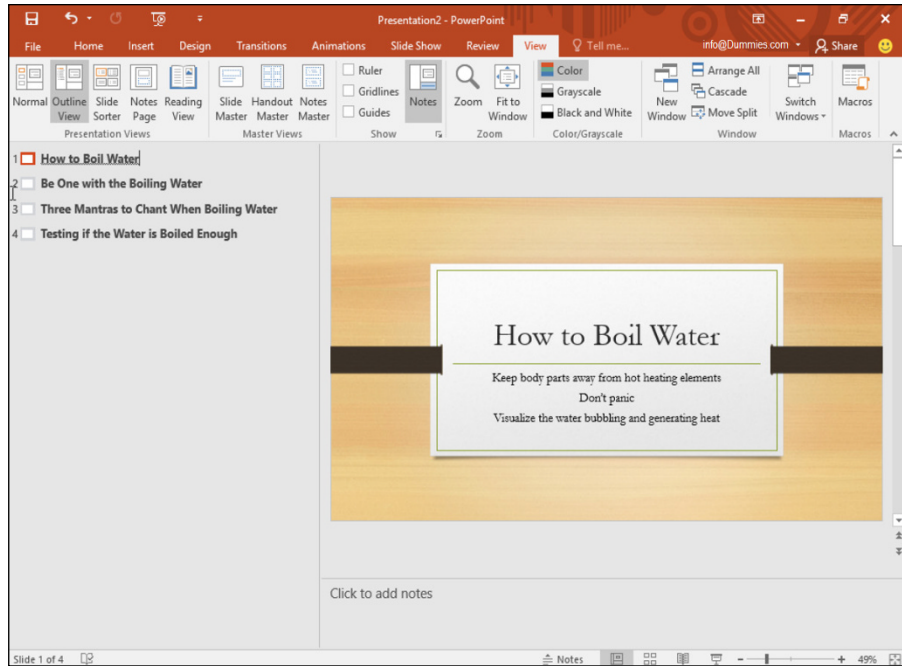 Presentation2 - PowerPoint
File Home Insert Design Transitions Animations Slide Show Review View Tell me... info@Dummies.com Share
Normal Outline View Slide Sorter Notes Page Reading View
Presentation Views
Slide Master Handout Master Notes Master
Master Views
Ruler
Gridlines
Guides
Notes
Show
Zoom Fit to Window
Zoom
Color
Grayscale
Black and White
Color/Grayscale
New Window
Arrange All
Cascade
Move Split
Switch Windows
Window
Macros
Macros
1 How to Boil Water
2 Be One with the Boiling Water
3 Three Mantras to Chant When Boiling Water
4 Testing if the Water is Boiled Enough
How to Boil Water
Keep body parts away from hot heating elements
Don't panic
Visualize the water bubbling and generating heat
Click to add notes
Slide 1 of 4 Notes 49%